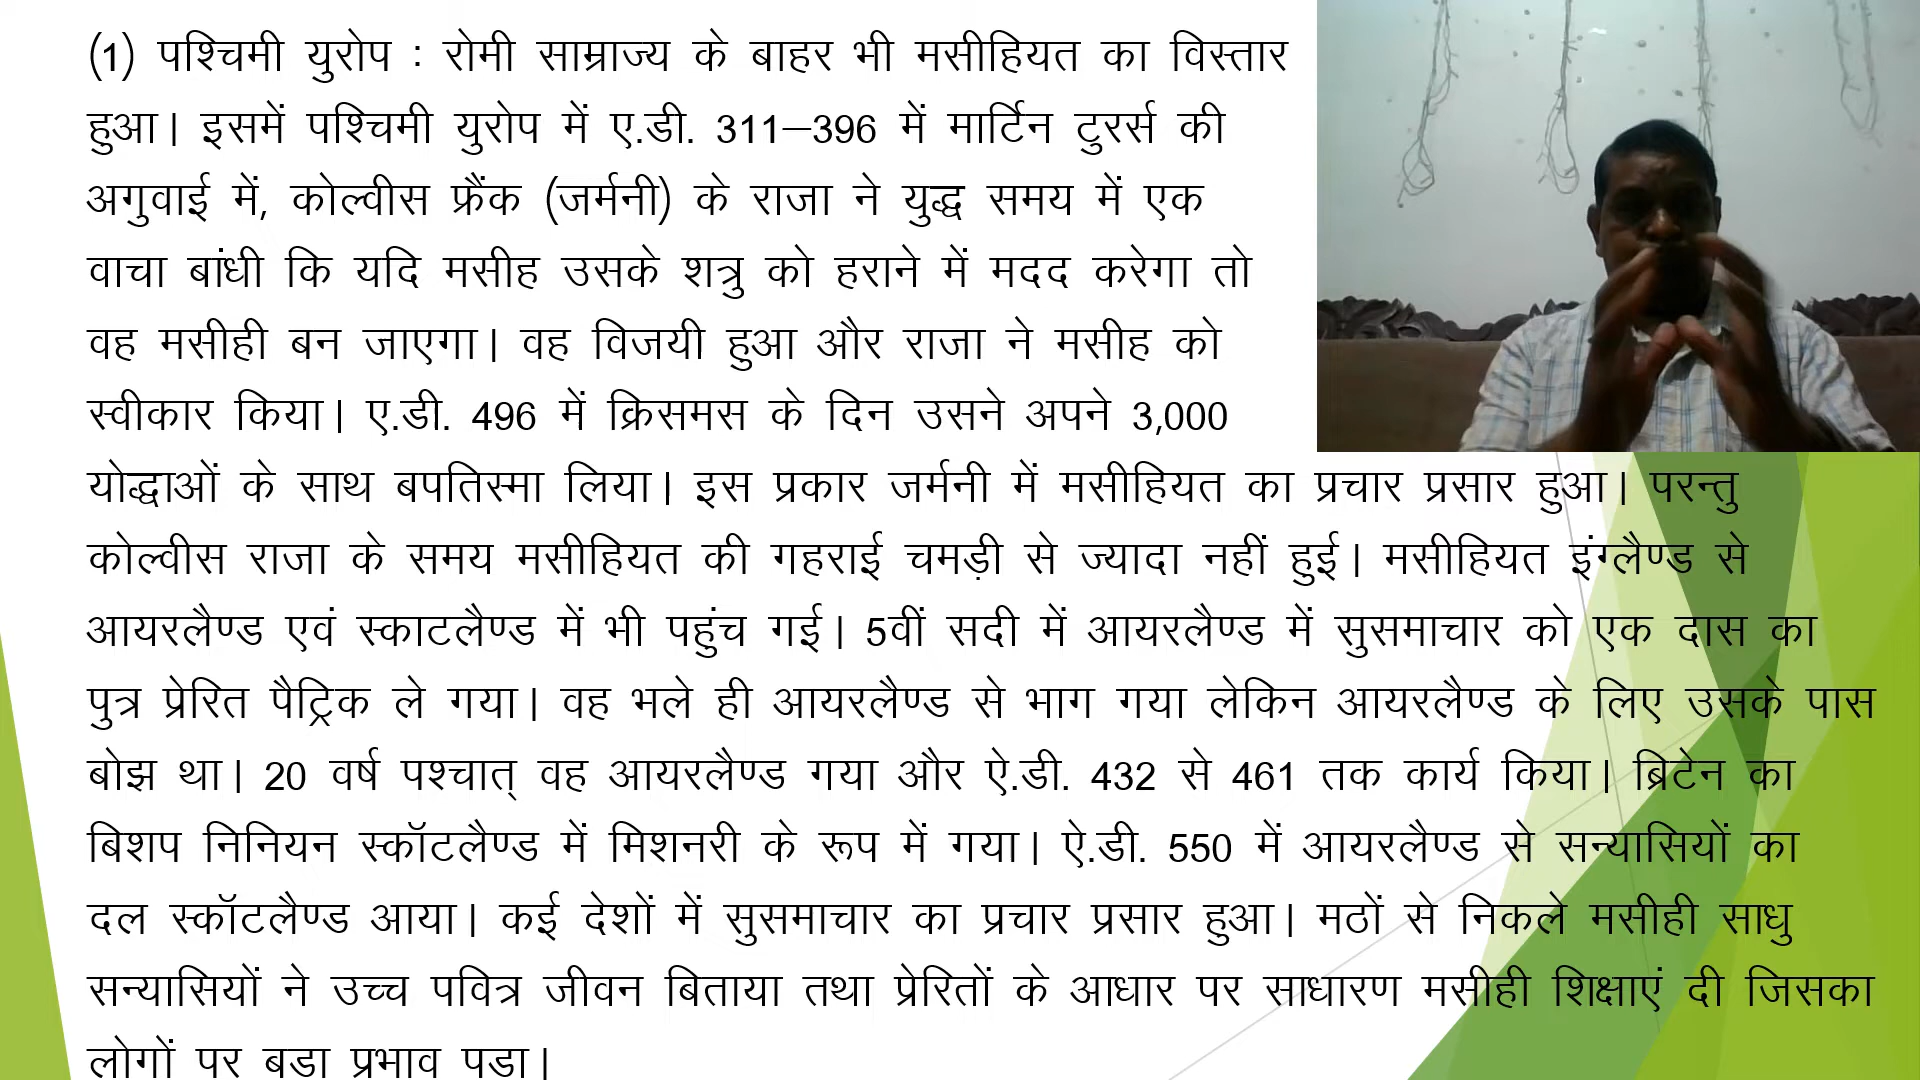 (1) पश्चिमी युरोप : रोमी साम्राज्य के बाहर भी मसीहियत का विस्तार
हुआ। इसमें पश्चिमी युरोप में ए.डी. 311–396 में मार्टिन टुरर्स की
अगुवाई में, कोल्वीस फ्रैंक (जर्मनी) के राजा ने युद्ध समय में एक
वाचा बांधी कि यदि मसीह उसके शत्रु को हराने में मदद करेगा तो
वह मसीही बन जाएगा। वह विजयी हुआ और राजा ने मसीह को
स्वीकार किया। ए.डी. 496 में क्रिसमस के दिन उसने अपने 3,000
योद्धाओं के साथ बपतिस्मा लिया। इस प्रकार जर्मनी में मसीहियत का प्रचार प्रसार हुआ। परन्तु
कोल्वीस राजा के समय मसीहियत की गहराई चमड़ी से ज्यादा नहीं हुई। मसीहियत इंग्लैण्ड से
आयरलैण्ड एवं स्काटलैण्ड में भी पहुंच गई। 5वीं सदी में आयरलैण्ड में सुसमाचार को एक दास का
पुत्र प्रेरित पैट्रिक ले गया। वह भले ही आयरलैण्ड से भाग गया लेकिन आयरलैण्ड के लिए उसके पास
बोझ था। 20 वर्ष पश्चात् वह आयरलैण्ड गया और ऐ.डी. 432 से 461 तक कार्य किया। ब्रिटेन का
बिशप निनियन स्कॉटलैण्ड में मिशनरी के रूप में गया। ऐ.डी. 550 में आयरलैण्ड से सन्यासियों का
दल स्कॉटलैण्ड आया। कई देशों में सुसमाचार का प्रचार प्रसार हुआ। मठों से निकले मसीही साधु
सन्यासियों ने उच्च पवित्र जीवन बिताया तथा प्रेरितों के आधार पर साधारण मसीही शिक्षाएं दी जिसका
लोगों पर बडा प्रभाव पडा।